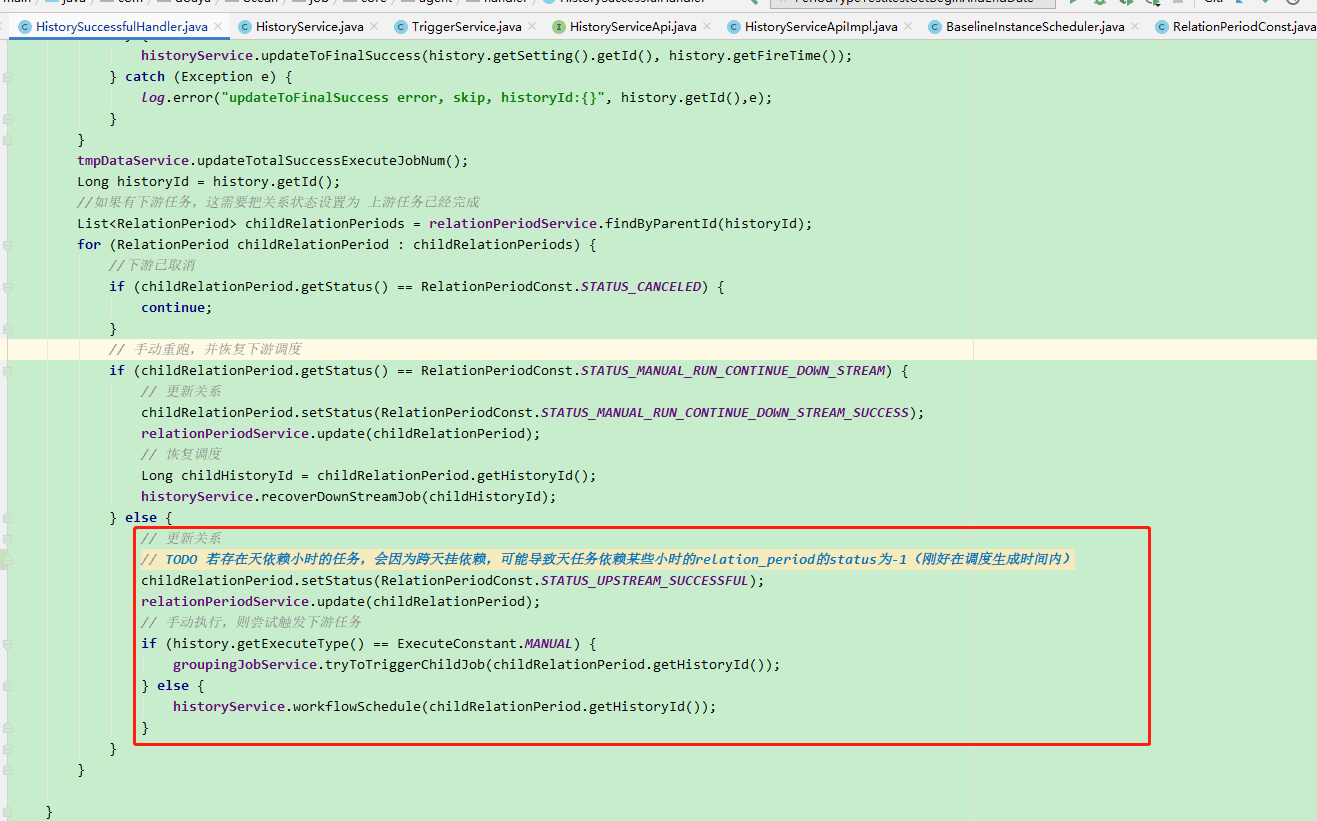 HistorySuccessfulHandler.java × HistoryService.java × TriggerService.java × HistoryServiceApi.java × HistoryServiceApiImpl.java × BaselineInstanceScheduler.java × RelationPeriodConst.java
historyService.updateToFinalSuccess(history.getSetting().getId(), history.getFireTime());
} catch (Exception e) {
log.error("updateToFinalSuccess error, skip, historyId:{}", history.getId(),e);
}
}
tmpDataService.updateTotalSuccessExecuteJobNum();
Long historyId = history.getId();
//如果有下游任务，这需要把关系状态设置为 上游任务已经完成
List<RelationPeriod> childRelationPeriods = relationPeriodService.findByParentId(historyId);
for (RelationPeriod childRelationPeriod : childRelationPeriods) {
//下游已取消
if (childRelationPeriod.getStatus() == RelationPeriodConst.STATUS_CANCELED) {
continue;
}
// 手动重跑，并恢复下游调度
if (childRelationPeriod.getStatus() == RelationPeriodConst.STATUS_MANUAL_RUN_CONTINUE_DOWN_STREAM) {
// 更新关系
childRelationPeriod.setStatus(RelationPeriodConst.STATUS_MANUAL_RUN_CONTINUE_DOWN_STREAM_SUCCESS);
relationPeriodService.update(childRelationPeriod);
// 恢复调度
Long childHistoryId = childRelationPeriod.getHistoryId();
historyService.recoverDownStreamJob(childHistoryId);
} else {
// 更新关系
// TODO 若存在天依赖小时的任务，会因为跨天挂依赖，可能导致天任务依赖某些小时的relation_period的status为-1（刚好在调度生成时间内）
childRelationPeriod.setStatus(RelationPeriodConst.STATUS_UPSTREAM_SUCCESSFUL);
relationPeriodService.update(childRelationPeriod);
// 手动执行，则尝试触发下游任务
if (history.getExecuteType() == ExecuteConstant.MANUAL) {
groupingJobService.tryToTriggerChildJob(childRelationPeriod.getHistoryId());
} else {
historyService.workflowSchedule(childRelationPeriod.getHistoryId());
}
}
}
}